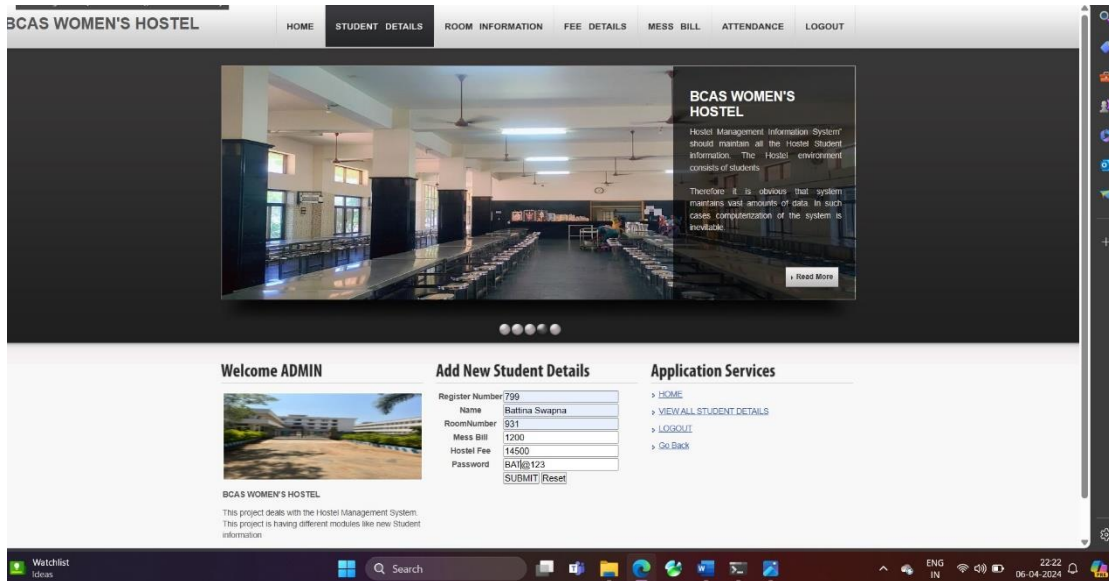 BCAS WOMEN'S HOSTEL
HOME STUDENT DETAILS ROOM INFORMATION FEE DETAILS MESS BILL ATTENDANCE LOGOUT
BCAS WOMEN'S
HOSTEL
Hostel Management Information System"
should maintain all the Hostel Student
information. The Hostel environment
consists of students
Therefore it is obvious that system
maintains vast amounts of data. In such
cases computerization of the system is
inevitable.
Read More
Welcome ADMIN
BCAS WOMEN'S HOSTEL
This project deals with the Hostel Management System.
This project is having different modules like new Student
information
Add New Student Details
Register Number 799
Name Battina Swapna
RoomNumber 931
Mess Bill 1200
Hostel Fee 14500
Password BAT@123
SUBMIT Reset
Application Services
HOME
VIEW ALL STUDENT DETAILS
LOGOUT
Go Back
Watchlist
Ideas
Search
ENG
IN
22:22
06-04-2024